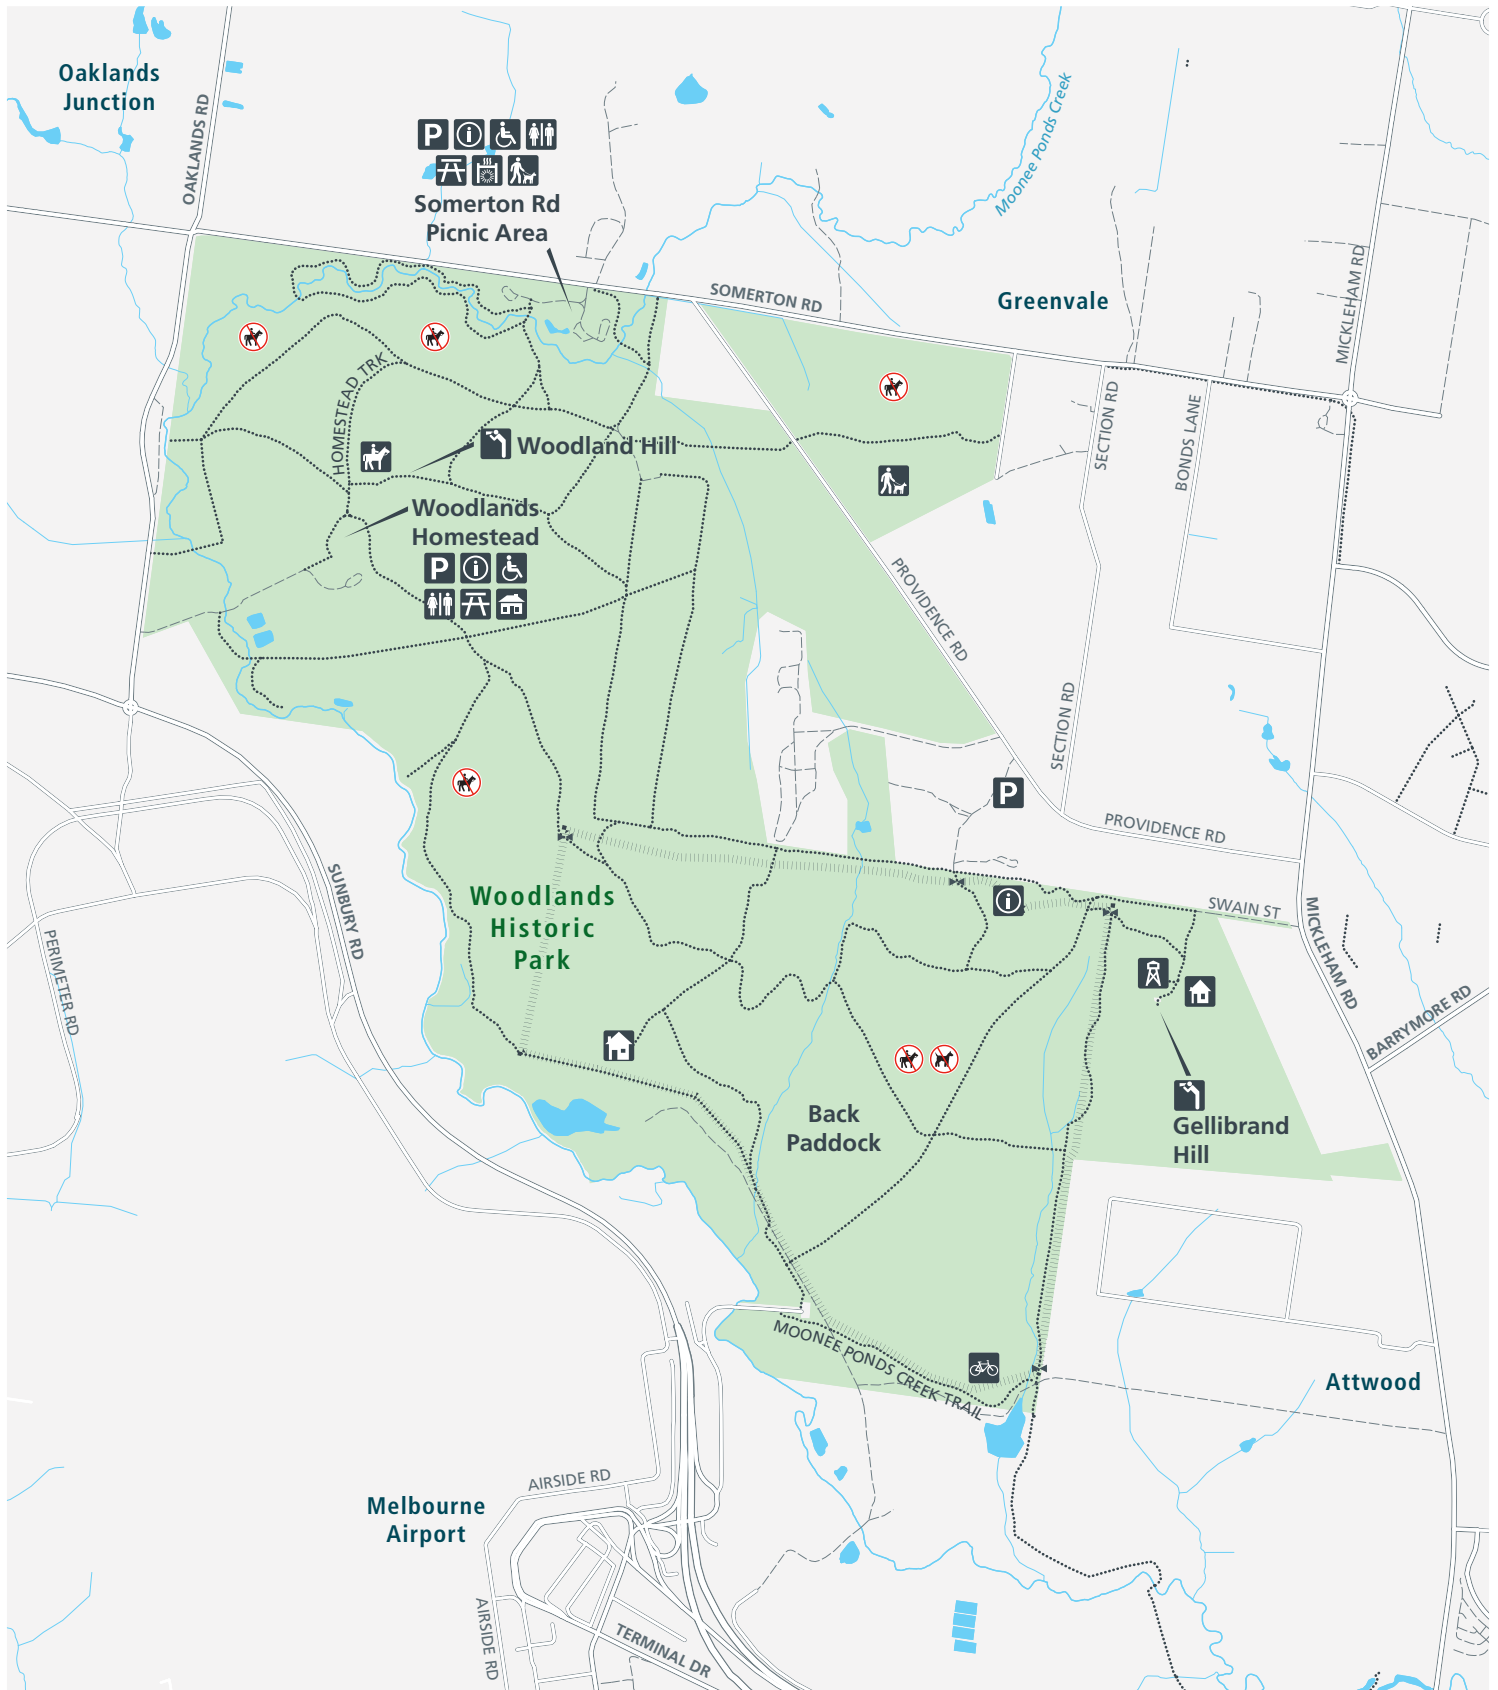 Oaklands
Junction
OAKLANDS RD
P
i
Somerton Rd
Picnic Area
Moonee Ponds Creek
SOMERTON RD
Greenvale
MICKLEHAM RD
HOMESTEAD TRK
Woodland Hill
SECTION RD
BONDS LANE
Woodlands
Homestead
P
i
PROVIDENCE RD
SECTION RD
P
PROVIDENCE RD
SUNBURY RD
Woodlands
Historic
Park
i
SWAIN ST
MICKLEHAM RD
PERIMETER RD
BARRYMORE RD
Back
Paddock
Gellibrand
Hill
MOONEE PONDS CREEK TRAIL
Attwood
AIRSIDE RD
Melbourne
Airport
AIRSIDE RD
TERMINAL DR